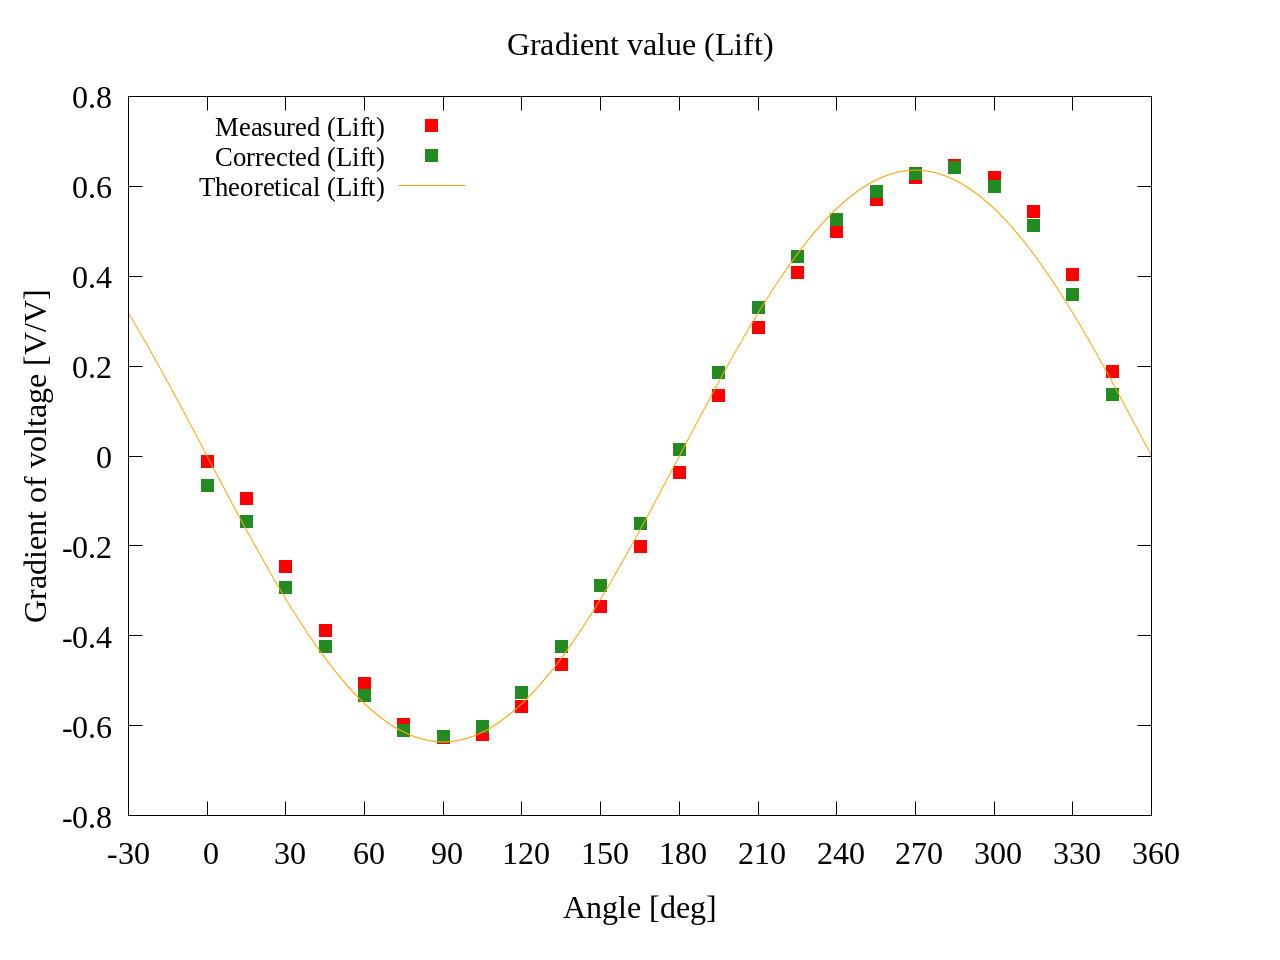 Gradient value (Lift)
Measured (Lift)
Corrected (Lift)
Theoretical (Lift)
Gradient of voltage [V/V]
0.8
0.6
0.4
0.2
0
-0.2
-0.4
-0.6
-0.8
-30 0 30 60 90 120 150 180 210 240 270 300 330 360
Angle [deg]